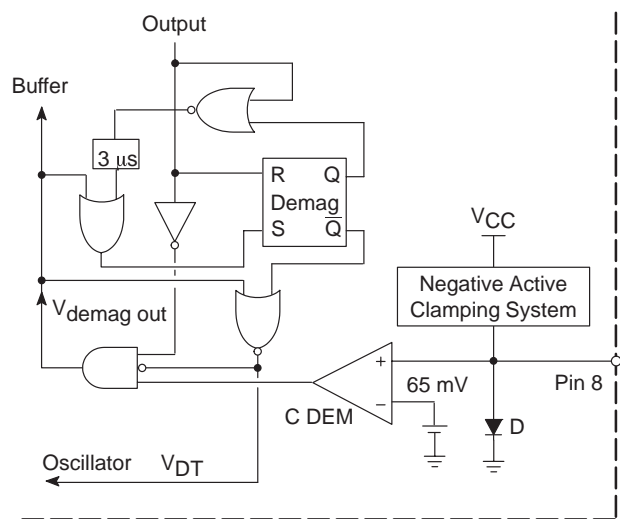 Output
Buffer
3 μs
R Q
Demag
S Q̅
VCC
Negative Active
Clamping System
Vdemag out
+
65 mV
Pin 8
–
C DEM
D
Oscillator
VDT